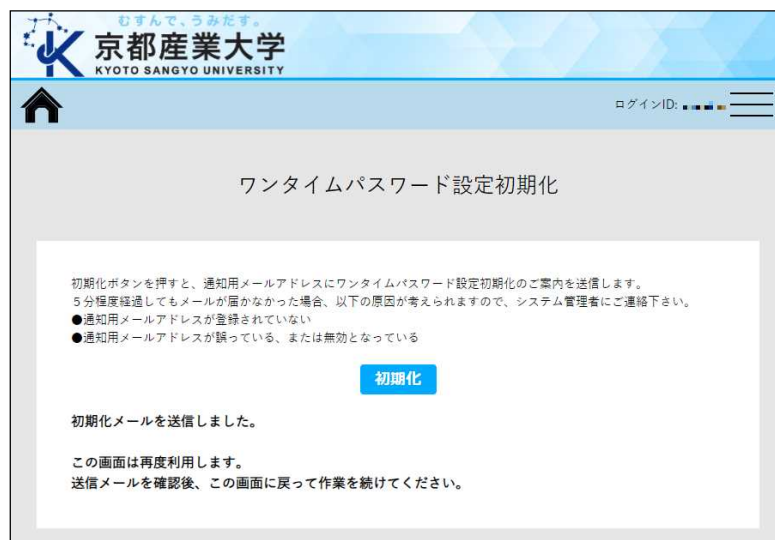 むすんで、うみだす。
京都産業大学
KYOTO SANGYO UNIVERSITY
ログインID:
ワンタイムパスワード設定初期化
初期化ボタンを押すと、通知用メールアドレスにワンタイムパスワード設定初期化のご案内を送信します。
5分程度経過してもメールが届かなかった場合、以下の原因が考えられますので、システム管理者にご連絡下さい。
●通知用メールアドレスが登録されていない
●通知用メールアドレスが誤っている、または無効となっている
初期化
初期化メールを送信しました。
この画面は再度利用します。
送信メールを確認後、この画面に戻って作業を続けてください。